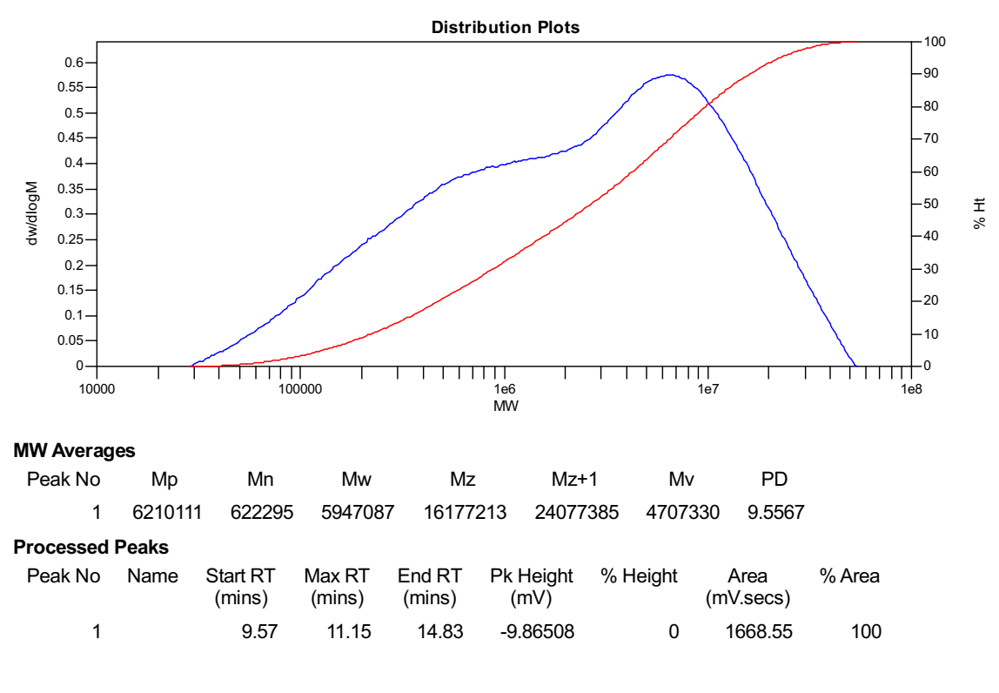 Distribution Plots
0.6
0.55
0.5
0.45
0.4
0.35
0.3
0.25
0.2
0.15
0.1
0.05
0
dw/dlogM
100
90
80
70
60
50
40
30
20
10
0
% Ht
10000 100000 1e6 1e7 1e8
MW
MW Averages
Peak No Mp Mn Mw Mz Mz+1 Mv PD
1 6210111 622295 5947087 16177213 24077385 4707330 9.5567
Processed Peaks
Peak No Name Start RT Max RT End RT Pk Height % Height Area % Area
(mins) (mins) (mins) (mV) (mV.secs)
1 9.57 11.15 14.83 -9.86508 0 1668.55 100